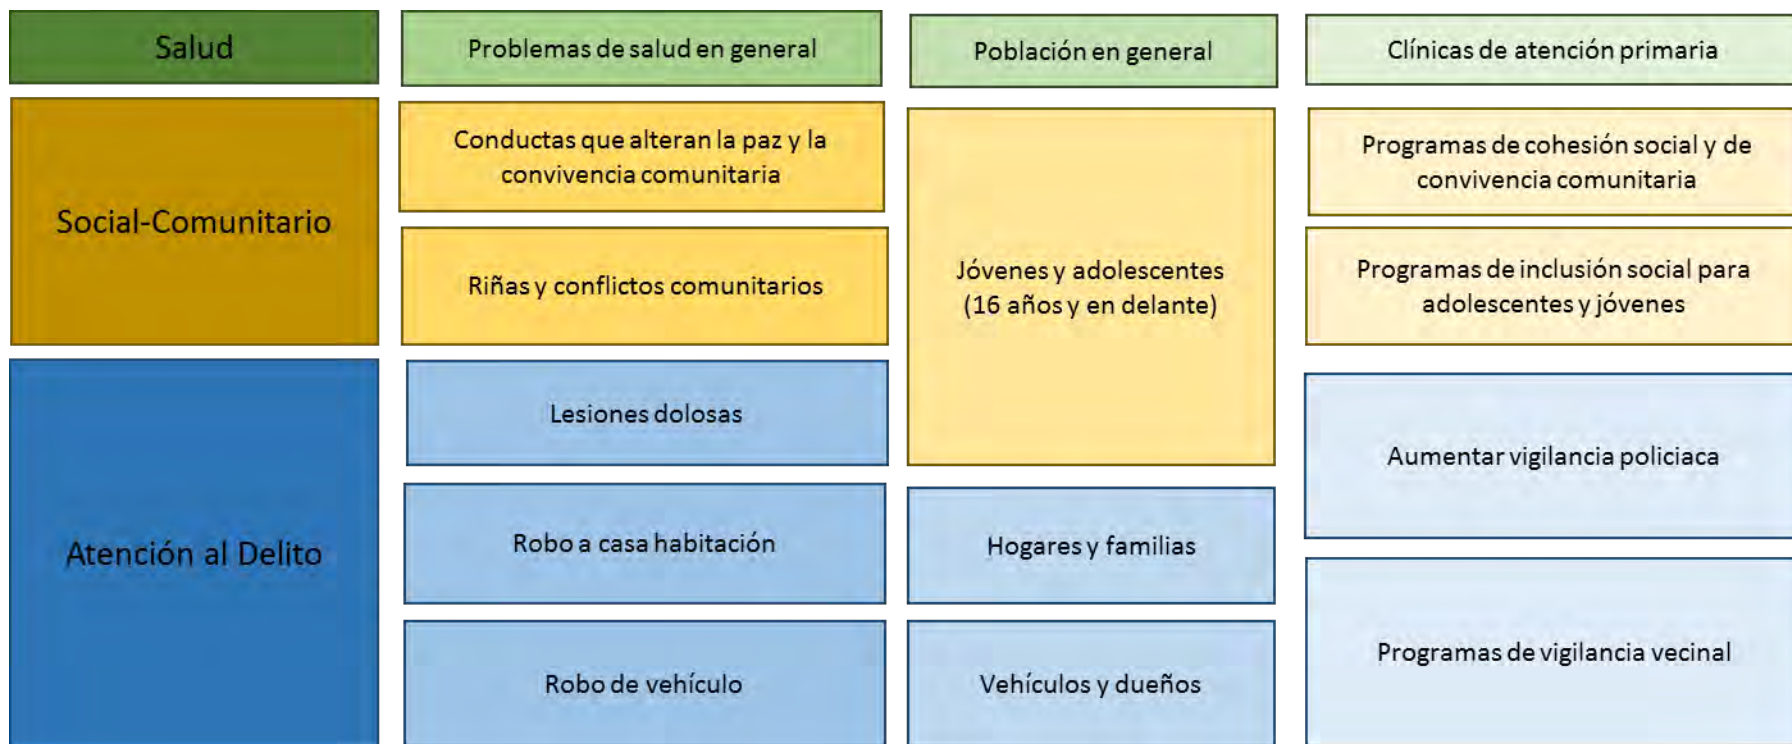 Salud
Problemas de salud en general
Población en general
Clínicas de atención primaria
Social-Comunitario
Conductas que alteran la paz y la
convivencia comunitaria
Riñas y conflictos comunitarios
Jóvenes y adolescentes
(16 años y en delante)
Programas de cohesión social y de
convivencia comunitaria
Programas de inclusión social para
adolescentes y jóvenes
Atención al Delito
Lesiones dolosas
Robo a casa habitación
Robo de vehículo
Hogares y familias
Vehículos y dueños
Aumentar vigilancia policiaca
Programas de vigilancia vecinal